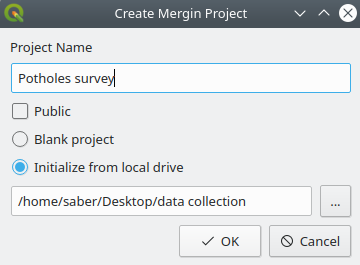 Create Mergin Project
Project Name
Potholes survey
Public
Blank project
Initialize from local drive
/home/saber/Desktop/data collection
...
OK
Cancel